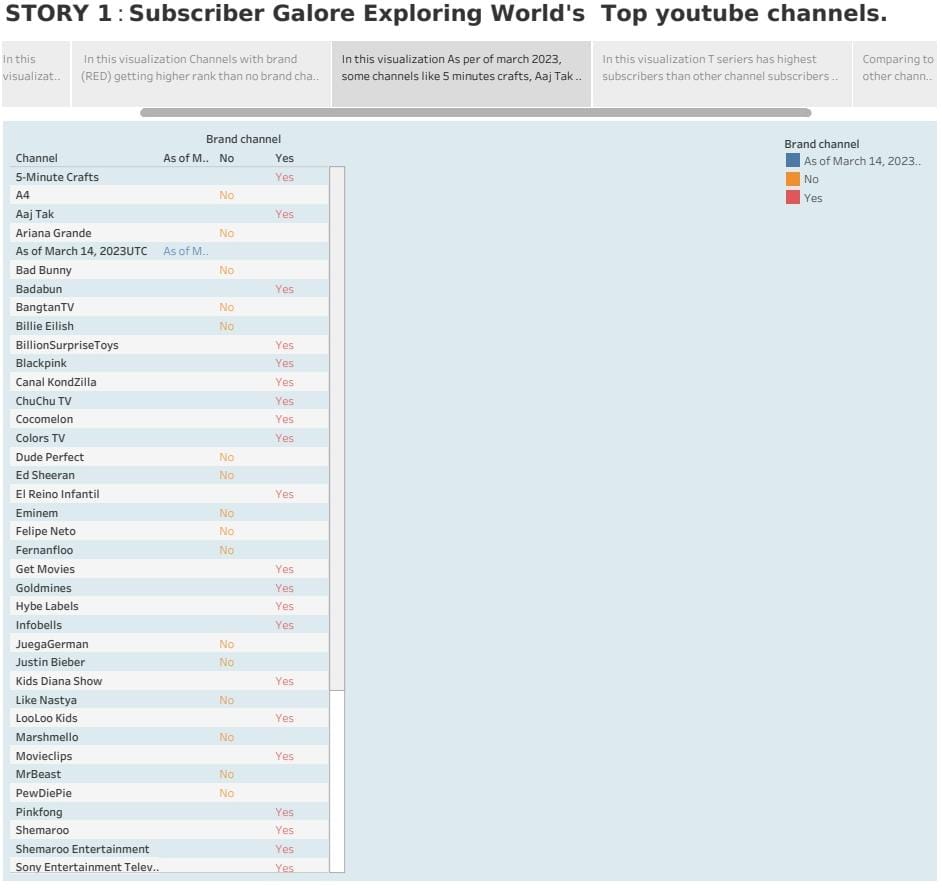 STORY 1 : Subscriber Galore Exploring World's Top youtube channels.
In this
visualizat..
In this visualization Channels with brand
(RED) getting higher rank than no brand cha..
In this visualization As per of march 2023,
some channels like 5 minutes crafts, Aaj Tak ..
In this visualization T seriers has highest
subscribers than other channel subscribers ..
Comparing to
other chann..
Brand channel
Channel As of M.. No Yes
5-Minute Crafts Yes
A4 No
Aaj Tak Yes
Ariana Grande No
As of March 14, 2023UTC As of M..
Bad Bunny No
Badabun Yes
BangtanTV No
Billie Eilish No
BillionSurpriseToys Yes
Blackpink Yes
Canal KondZilla Yes
ChuChu TV Yes
Cocomelon Yes
Colors TV Yes
Dude Perfect No
Ed Sheeran No
El Reino Infantil Yes
Eminem No
Felipe Neto No
Fernanfloo No
Get Movies Yes
Goldmines Yes
Hybe Labels Yes
Infobells Yes
JuegaGerman No
Justin Bieber No
Kids Diana Show Yes
Like Nastya No
LooLoo Kids Yes
Marshmello No
Movieclips Yes
MrBeast No
PewDiePie No
Pinkfong Yes
Shemaroo Yes
Shemaroo Entertainment Yes
Sony Entertainment Telev.. Yes
Brand channel
As of March 14, 2023..
No
Yes